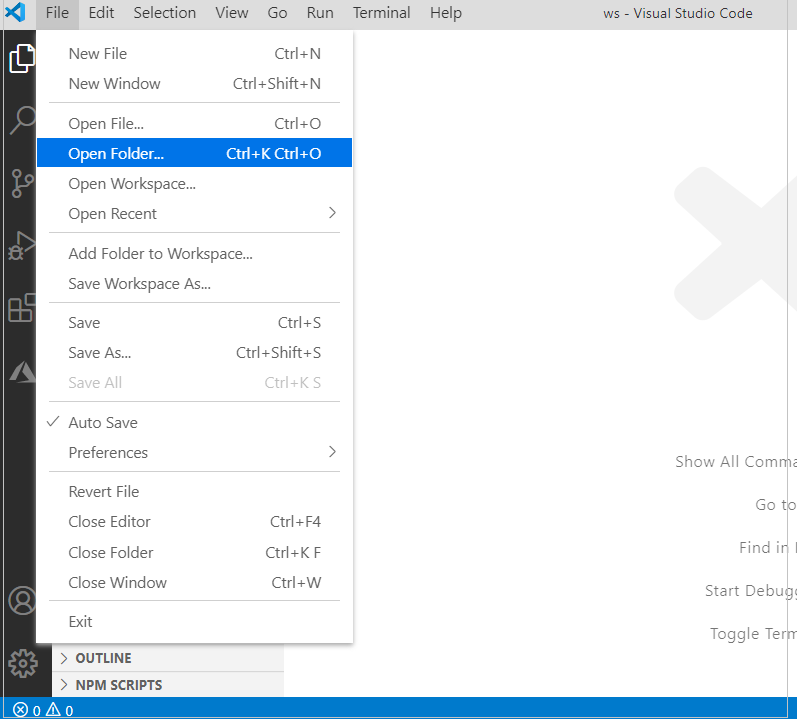 File Edit Selection View Go Run Terminal Help ws - Visual Studio Code
New File Ctrl+N
New Window Ctrl+Shift+N
Open File... Ctrl+O
Open Folder... Ctrl+K Ctrl+O
Open Workspace...
Open Recent
Add Folder to Workspace...
Save Workspace As...
Save Ctrl+S
Save As... Ctrl+Shift+S
Save All Ctrl+K S
Auto Save
Preferences
Show All Comma
Revert File
Go to
Close Editor Ctrl+F4
Find in
Close Folder Ctrl+K F
Close Window Ctrl+W
Start Debugg
Exit
Toggle Term
OUTLINE
NPM SCRIPTS
0 0